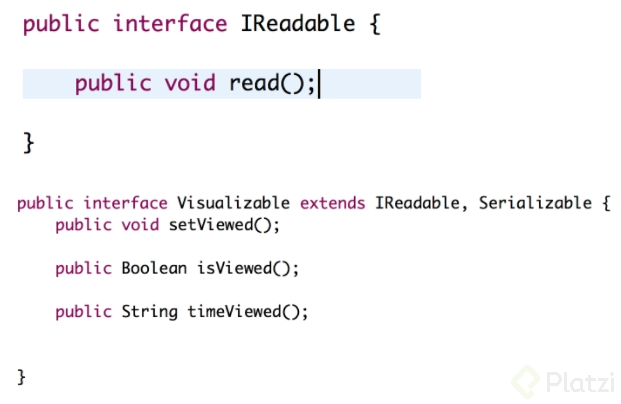 public interface IReadable {
public void read();
}
public interface Visualizable extends IReadable, Serializable {
public void setViewed();
public Boolean isViewed();
public String timeViewed();
}
Platzi